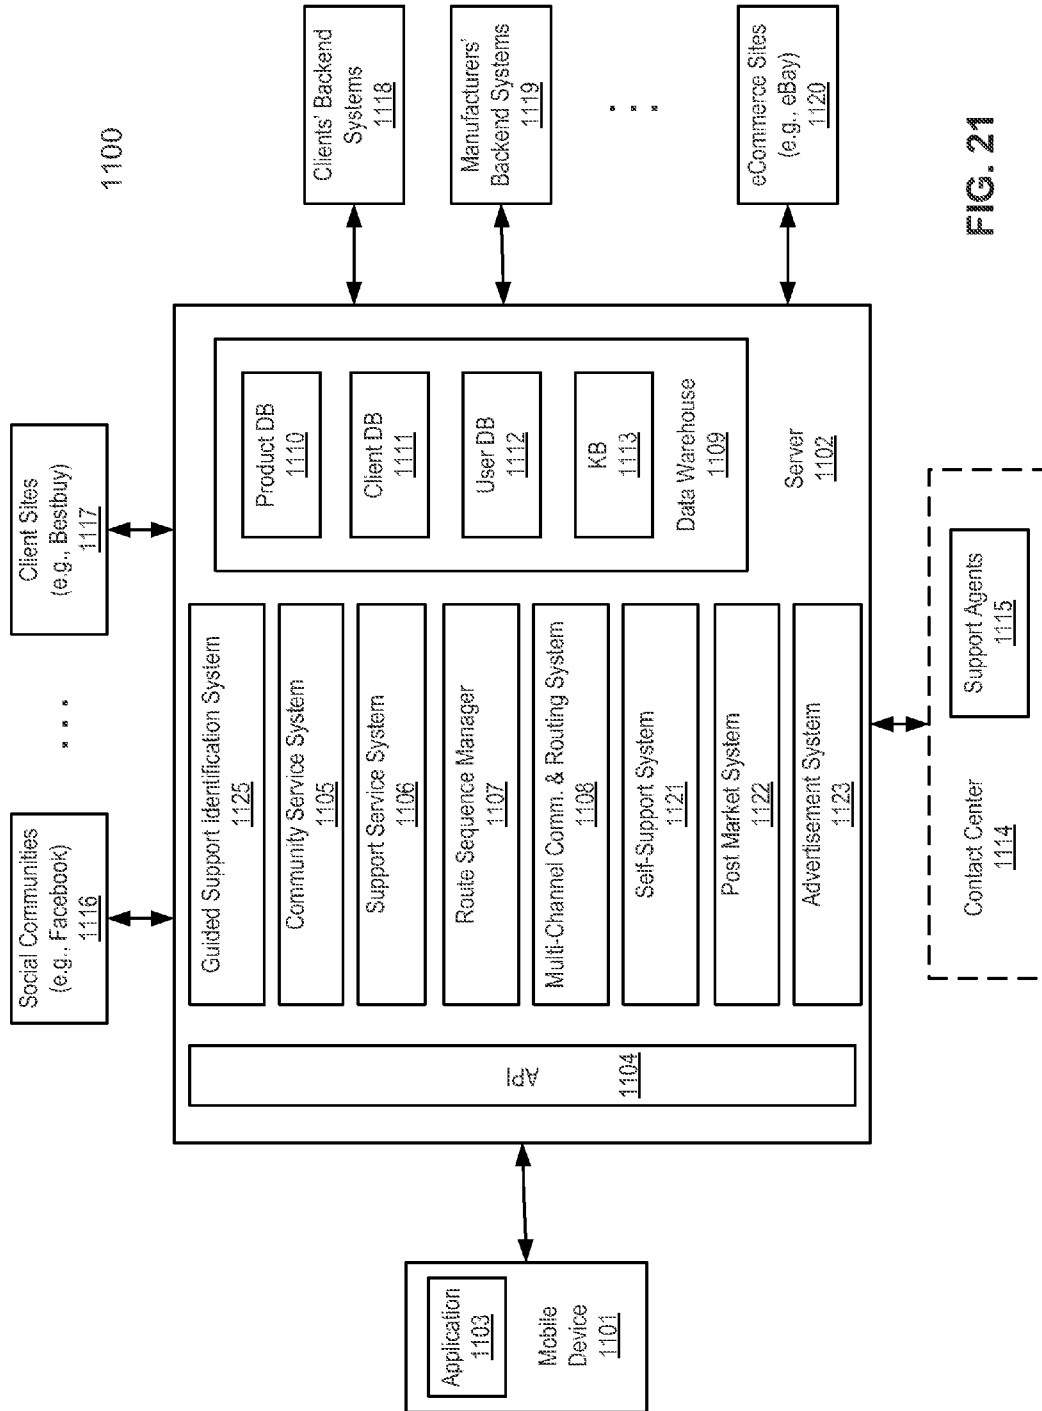 1100
Social Communities
(e.g., Facebook)
1116
Client Sites
(e.g., Bestbuy)
1117
Clients' Backend
Systems
1118
Manufacturers'
Backend Systems
1119
eCommerce Sites
(e.g., eBay)
1120
Application
1103
Mobile
Device
1101
API
1104
Guided Support Identification System
1125
Community Service System
1105
Support Service System
1106
Route Sequence Manager
1107
Multi-Channel Comm. & Routing System
1108
Self-Support System
1121
Post Market System
1122
Advertisement System
1123
Product DB
1110
Client DB
1111
User DB
1112
KB
1113
Data Warehouse
1109
Server
1102
Contact Center
1114
Support Agents
1115
FIG. 21